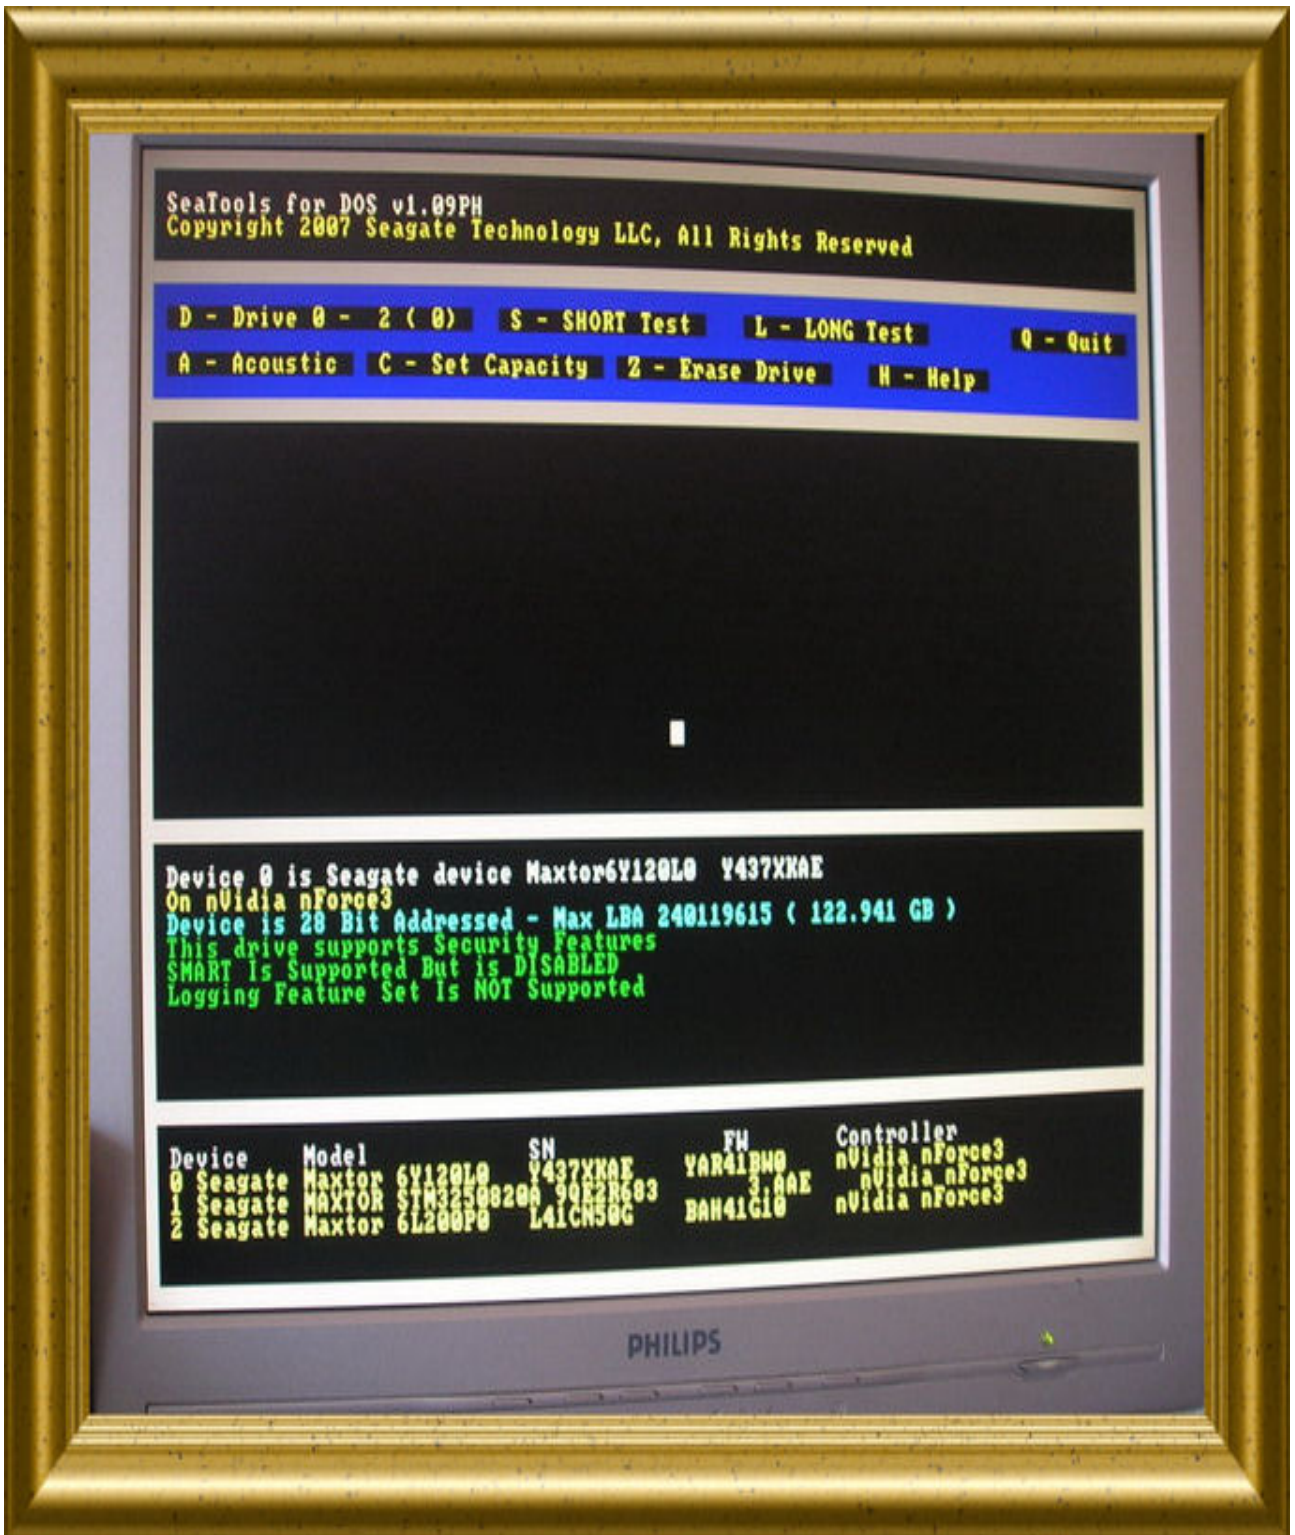 SeaTools for DOS v1.09PH
Copyright 2007 Seagate Technology LLC, All Rights Reserved
D - Drive 0 - 2 ( 0) S - SHORT Test L - LONG Test Q - Quit
A - Acoustic C - Set Capacity Z - Erase Drive H - Help
Device 0 is Seagate device Maxtor6Y120L0 Y437XKAE
On nVidia nForce3
Device is 28 Bit Addressed - Max LBA 240119615 ( 122.941 GB )
This drive supports Security Features
SMART Is Supported But is DISABLED
Logging Feature Set Is NOT Supported
Device Model SN FW Controller
0 Seagate Maxtor 6Y120L0 Y437XKAE YAR41BW0 nVidia nForce3
1 Seagate MAXTOR STM3250820A 9QE2R683 3.AAE nVidia nForce3
2 Seagate Maxtor 6L200P0 L41CN50G BAH41G10 nVidia nForce3
PHILIPS